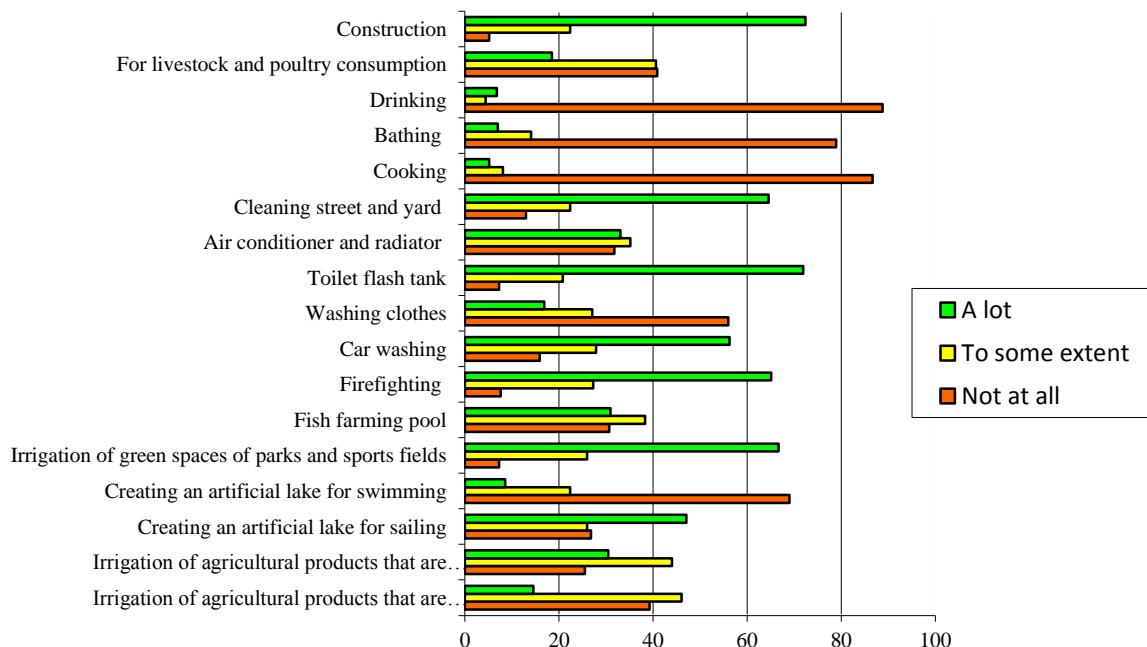 Construction
For livestock and poultry consumption
Drinking
Bathing
Cooking
Cleaning street and yard
Air conditioner and radiator
Toilet flash tank
Washing clothes
Car washing
Firefighting
Fish farming pool
Irrigation of green spaces of parks and sports fields
Creating an artificial lake for swimming
Creating an artificial lake for sailing
Irrigation of agricultural products that are…
Irrigation of agricultural products that are…
0 20 40 60 80 100
A lot
To some extent
Not at all